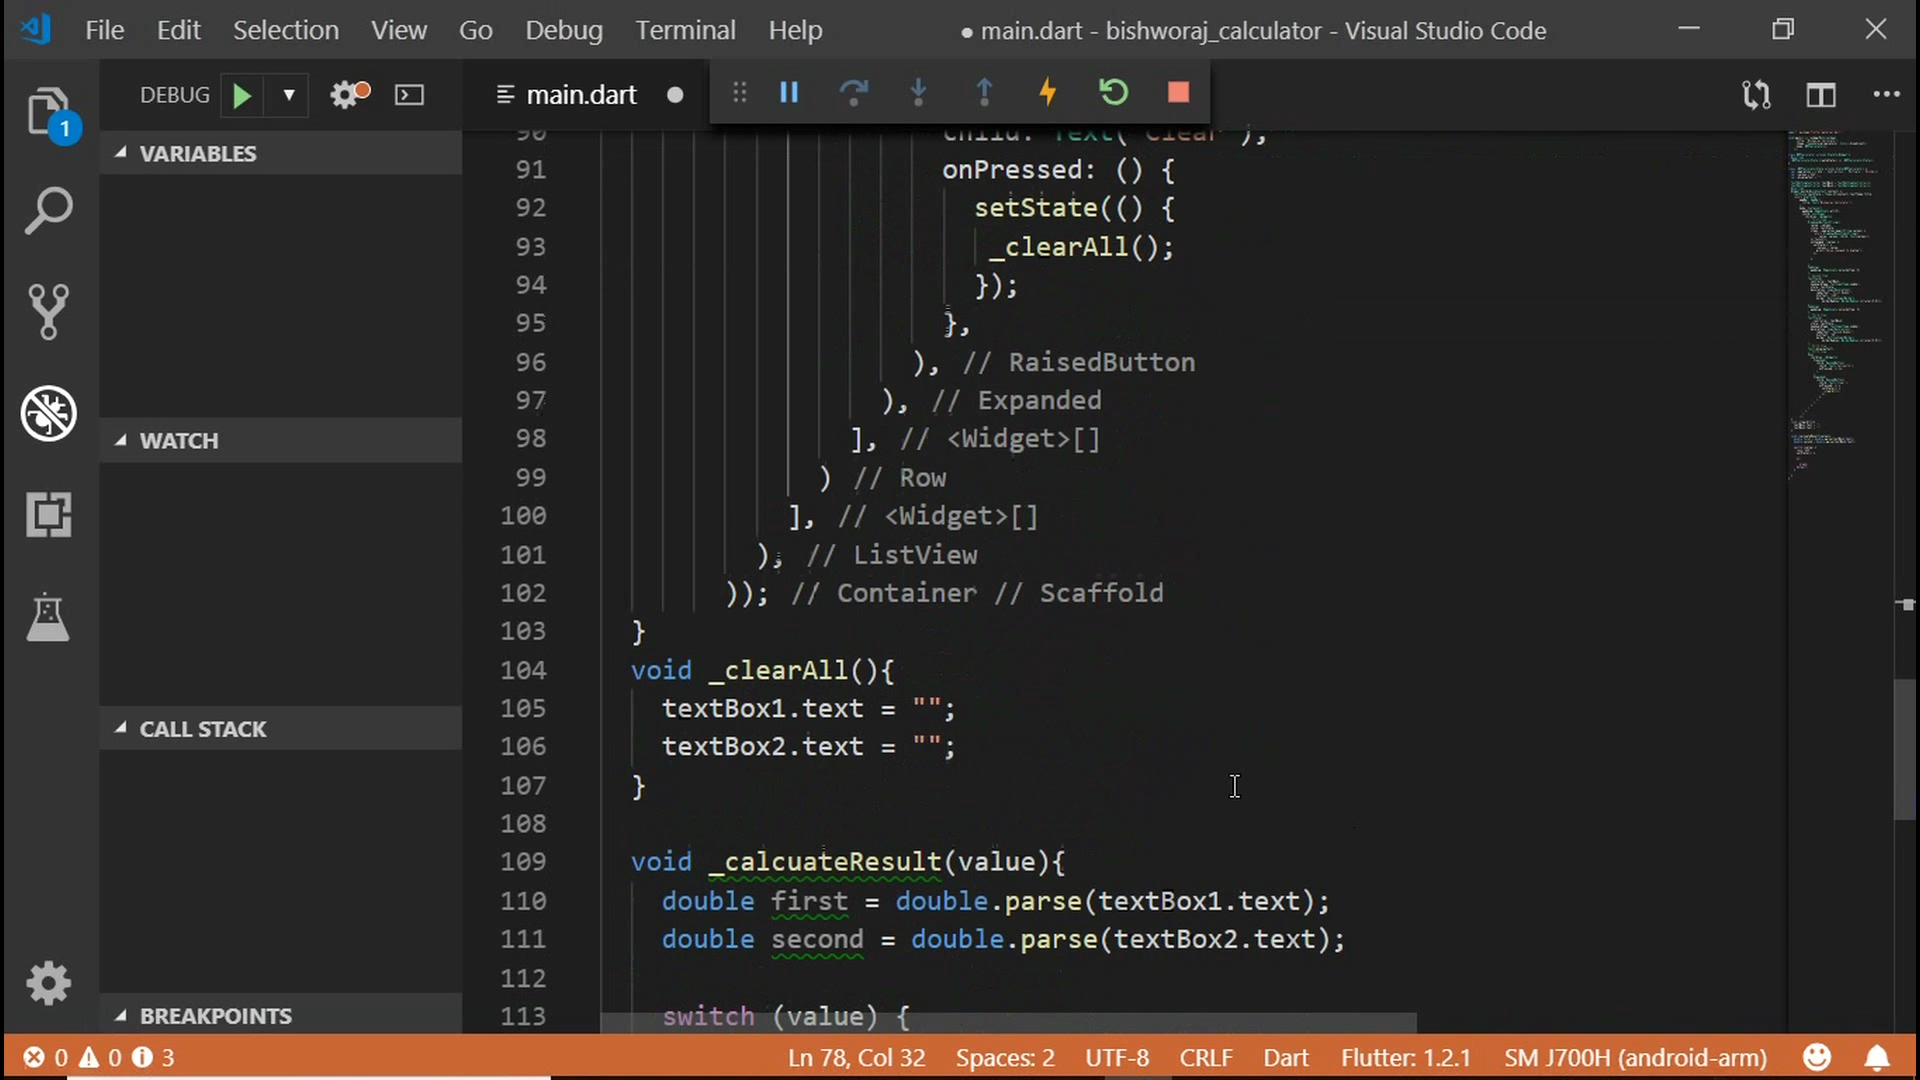 File Edit Selection View Go Debug Terminal Help ● main.dart - bishworaj_calculator - Visual Studio Code
DEBUG
main.dart
1
VARIABLES
WATCH
CALL STACK
BREAKPOINTS
90 child: Text("Clear"),
91 onPressed: () {
92 setState(() {
93 _clearAll();
94 });
95 },
96 ), // RaisedButton
97 ), // Expanded
98 ], // <Widget>[]
99 ) // Row
100 ], // <Widget>[]
101 ), // ListView
102 )); // Container // Scaffold
103 }
104 void _clearAll(){
105 textBox1.text = "";
106 textBox2.text = "";
107 }
108
109 void _calcuateResult(value){
110 double first = double.parse(textBox1.text);
111 double second = double.parse(textBox2.text);
112
113 switch (value) {
0 0 3 Ln 78, Col 32 Spaces: 2 UTF-8 CRLF Dart Flutter: 1.2.1 SM J700H (android-arm)